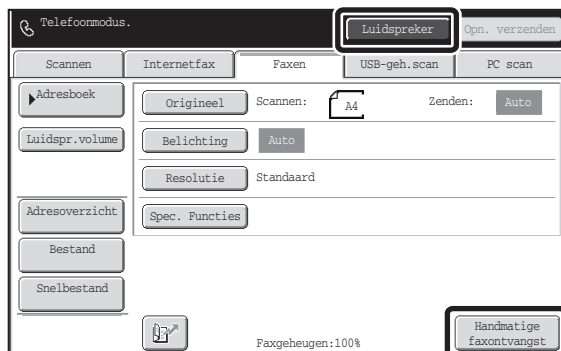 Telefoonmodus.
Luidspreker
Opn. verzenden
Scannen
Internetfax
Faxen
USB-geh.scan
PC scan
Adresboek
Origineel
Scannen:
A4
Zenden:
Auto
Luidspr.volume
Belichting
Auto
Resolutie
Standaard
Adresoverzicht
Spec. Functies
Bestand
Snelbestand
Faxgeheugen:100%
Handmatige
faxontvangst